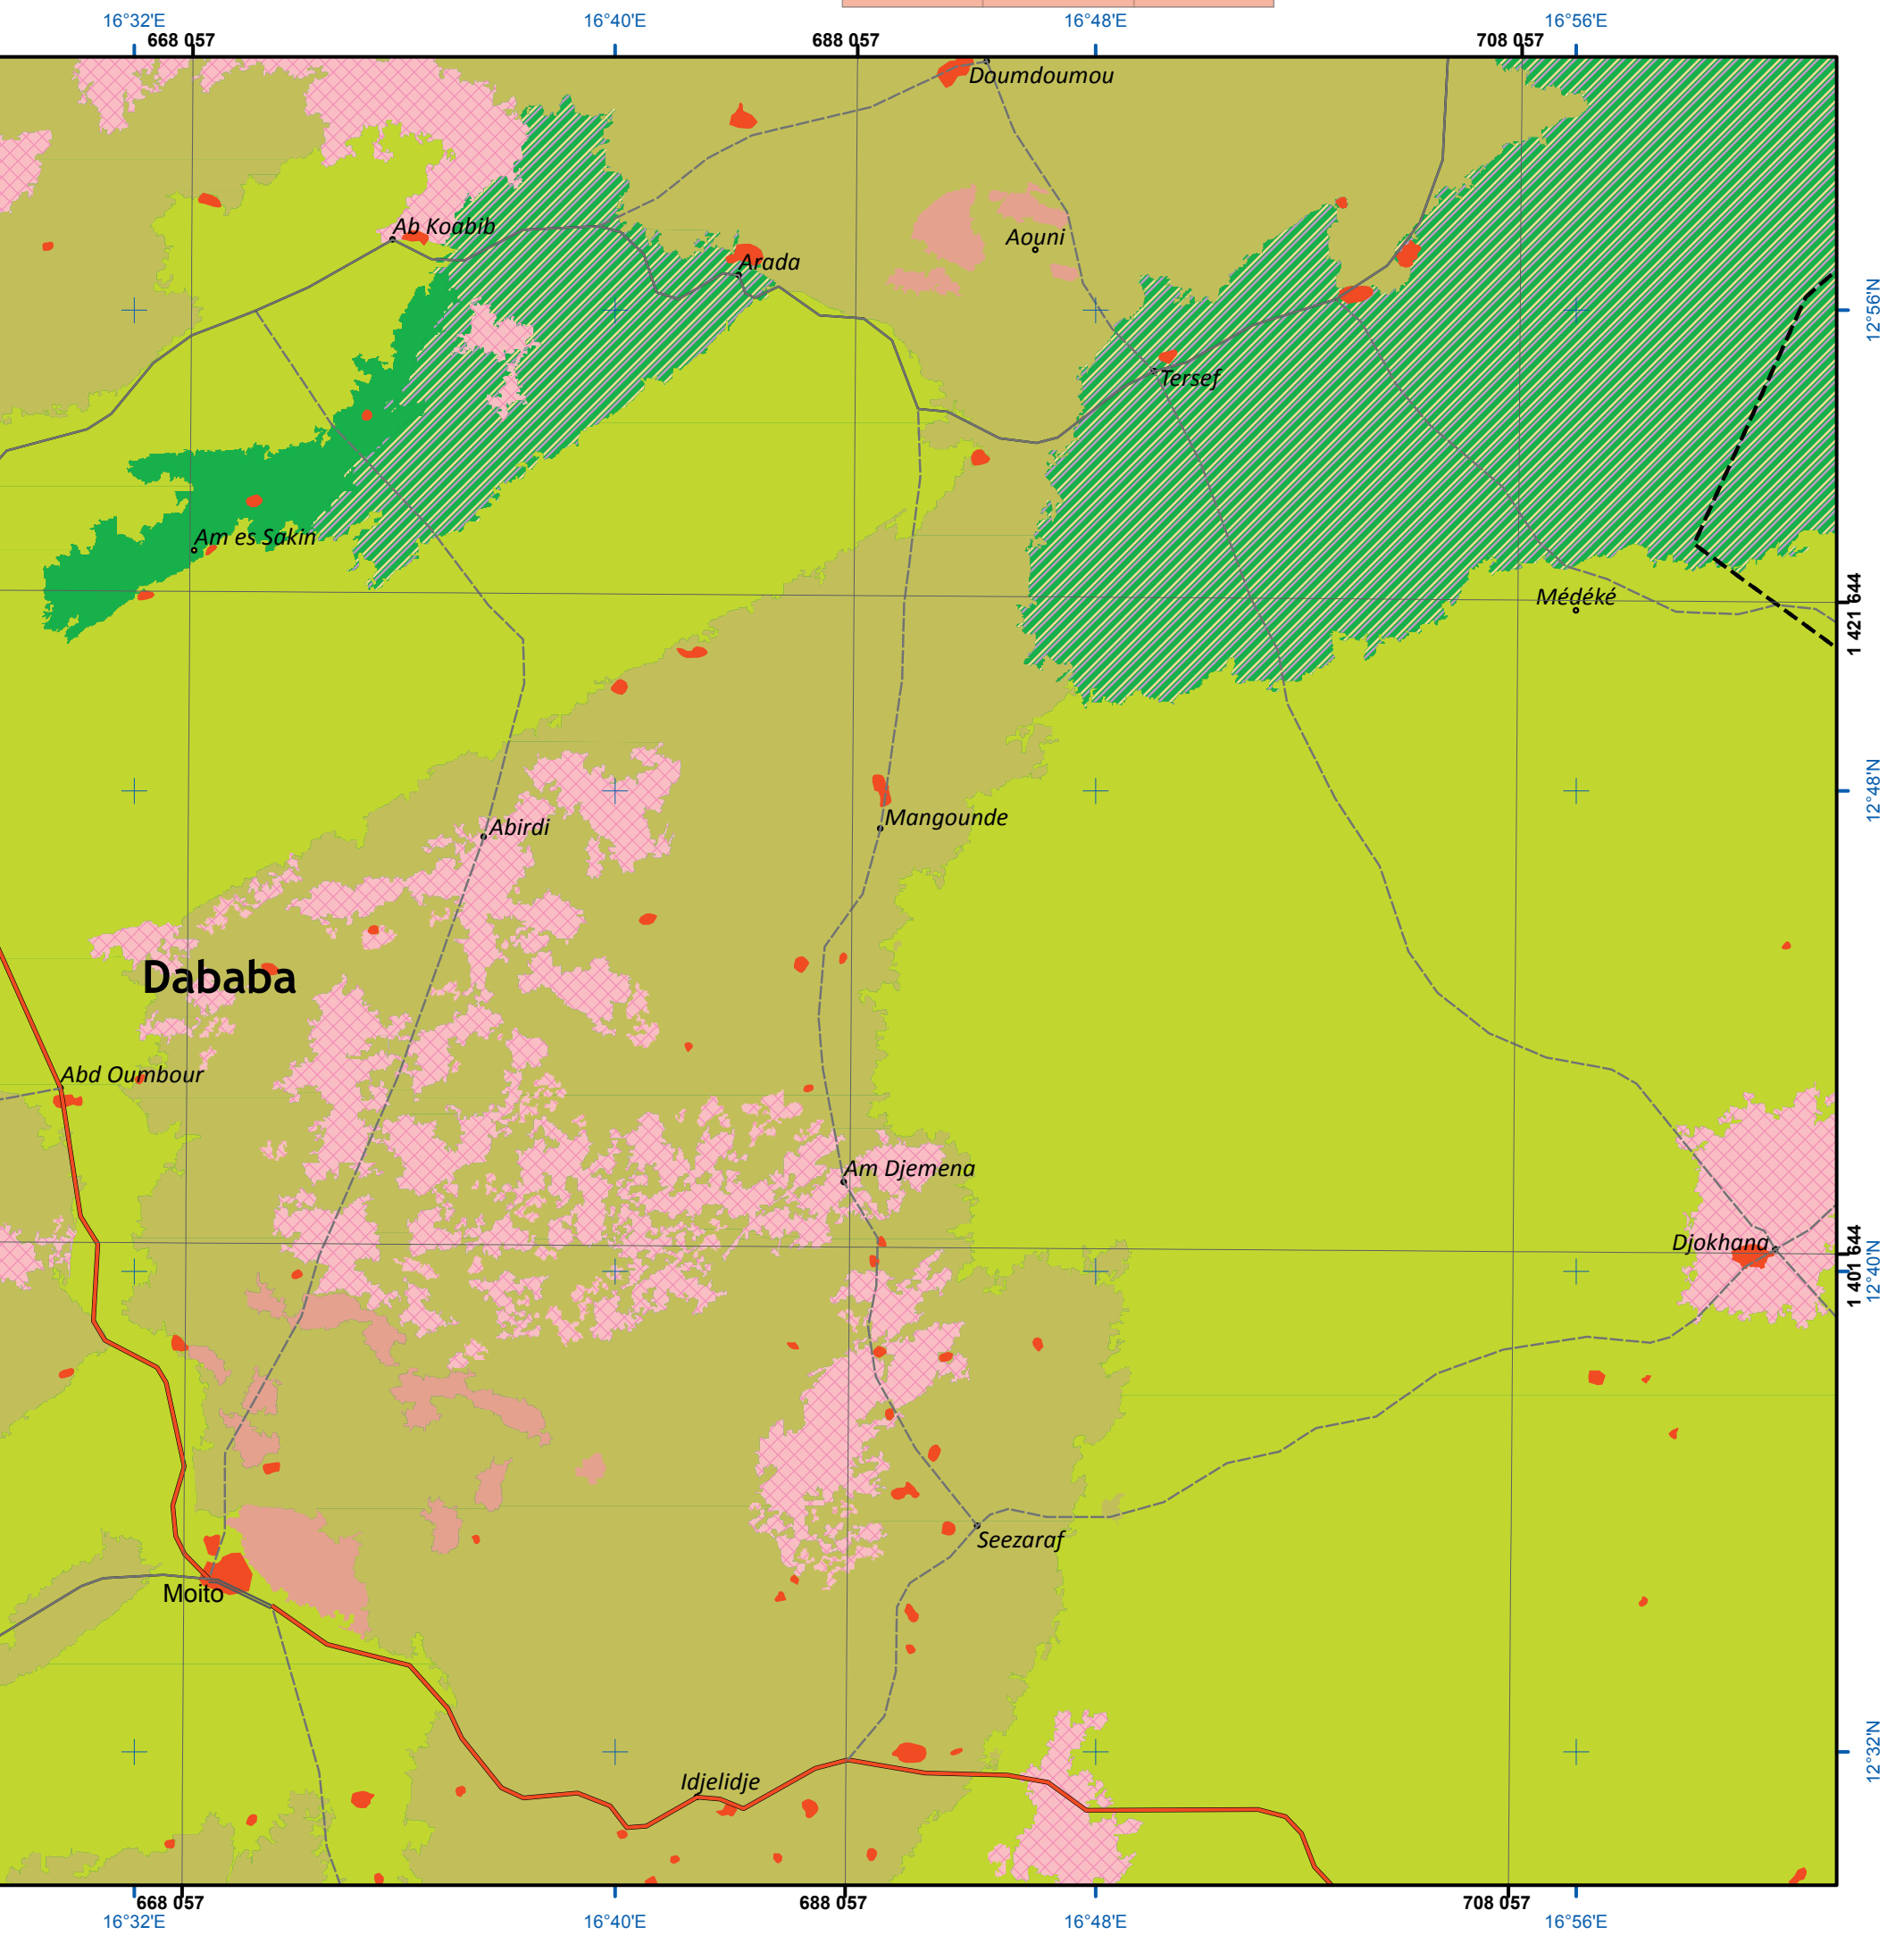 16°32'E 16°40'E 16°48'E 16°56'E
668 057 688 057 708 057
Doumdoumou
Ab Koabib
Aouni
Arada
12°56'N
Tersef
Am es Sakin
Médéké
1 421 644
12°48'N
Mangounde
Abirdi
Dababa
Abd Oumbour
Am Djemena
Djokhana
1 401 644
12°40'N
Seezaraf
Moito
12°32'N
Idjelidje
668 057 688 057 708 057
16°32'E 16°40'E 16°48'E 16°56'E